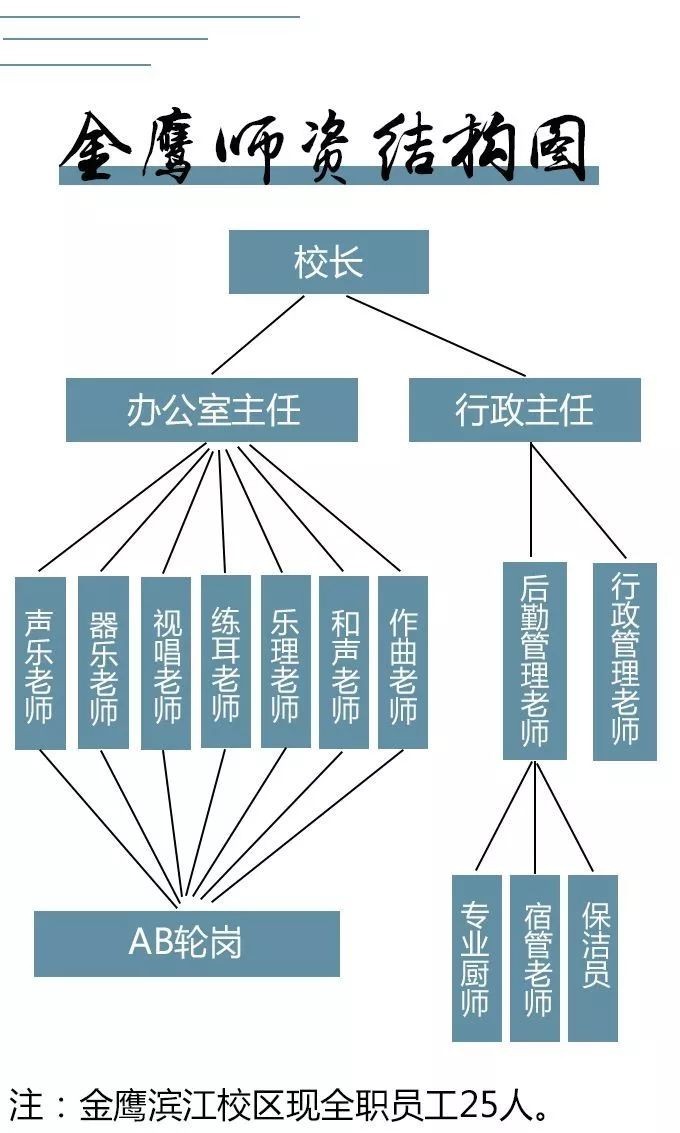 金鹰师资结构图
校长
办公室主任
行政主任
声乐老师
器乐老师
视唱老师
练耳老师
乐理老师
和声老师
作曲老师
后勤管理老师
行政管理老师
AB轮岗
专业厨师
宿管老师
保洁员
注：金鹰滨江校区现全职员工25人。